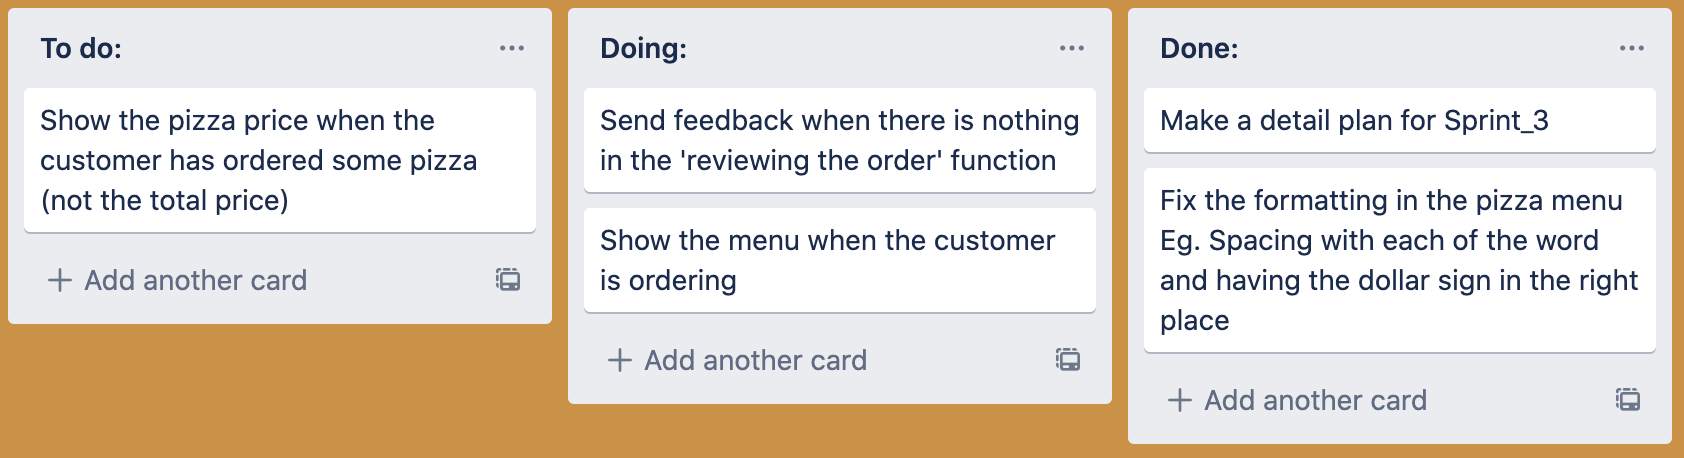 To do:
Show the pizza price when the
customer has ordered some pizza
(not the total price)
Add another card
Doing:
Send feedback when there is nothing
in the 'reviewing the order' function
Show the menu when the customer
is ordering
Add another card
Done:
Make a detail plan for Sprint_3
Fix the formatting in the pizza menu
Eg. Spacing with each of the word
and having the dollar sign in the right
place
Add another card